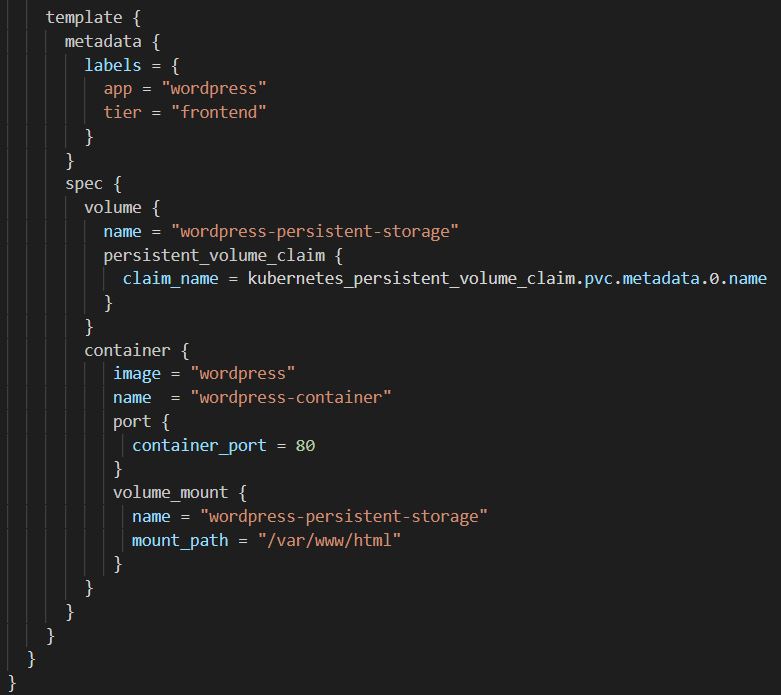 template {
metadata {
labels = {
app = "wordpress"
tier = "frontend"
}
}
spec {
volume {
name = "wordpress-persistent-storage"
persistent_volume_claim {
claim_name = kubernetes_persistent_volume_claim.pvc.metadata.0.name
}
}
container {
image = "wordpress"
name  = "wordpress-container"
port {
container_port = 80
}
volume_mount {
name = "wordpress-persistent-storage"
mount_path = "/var/www/html"
}
}
}
}
}
}